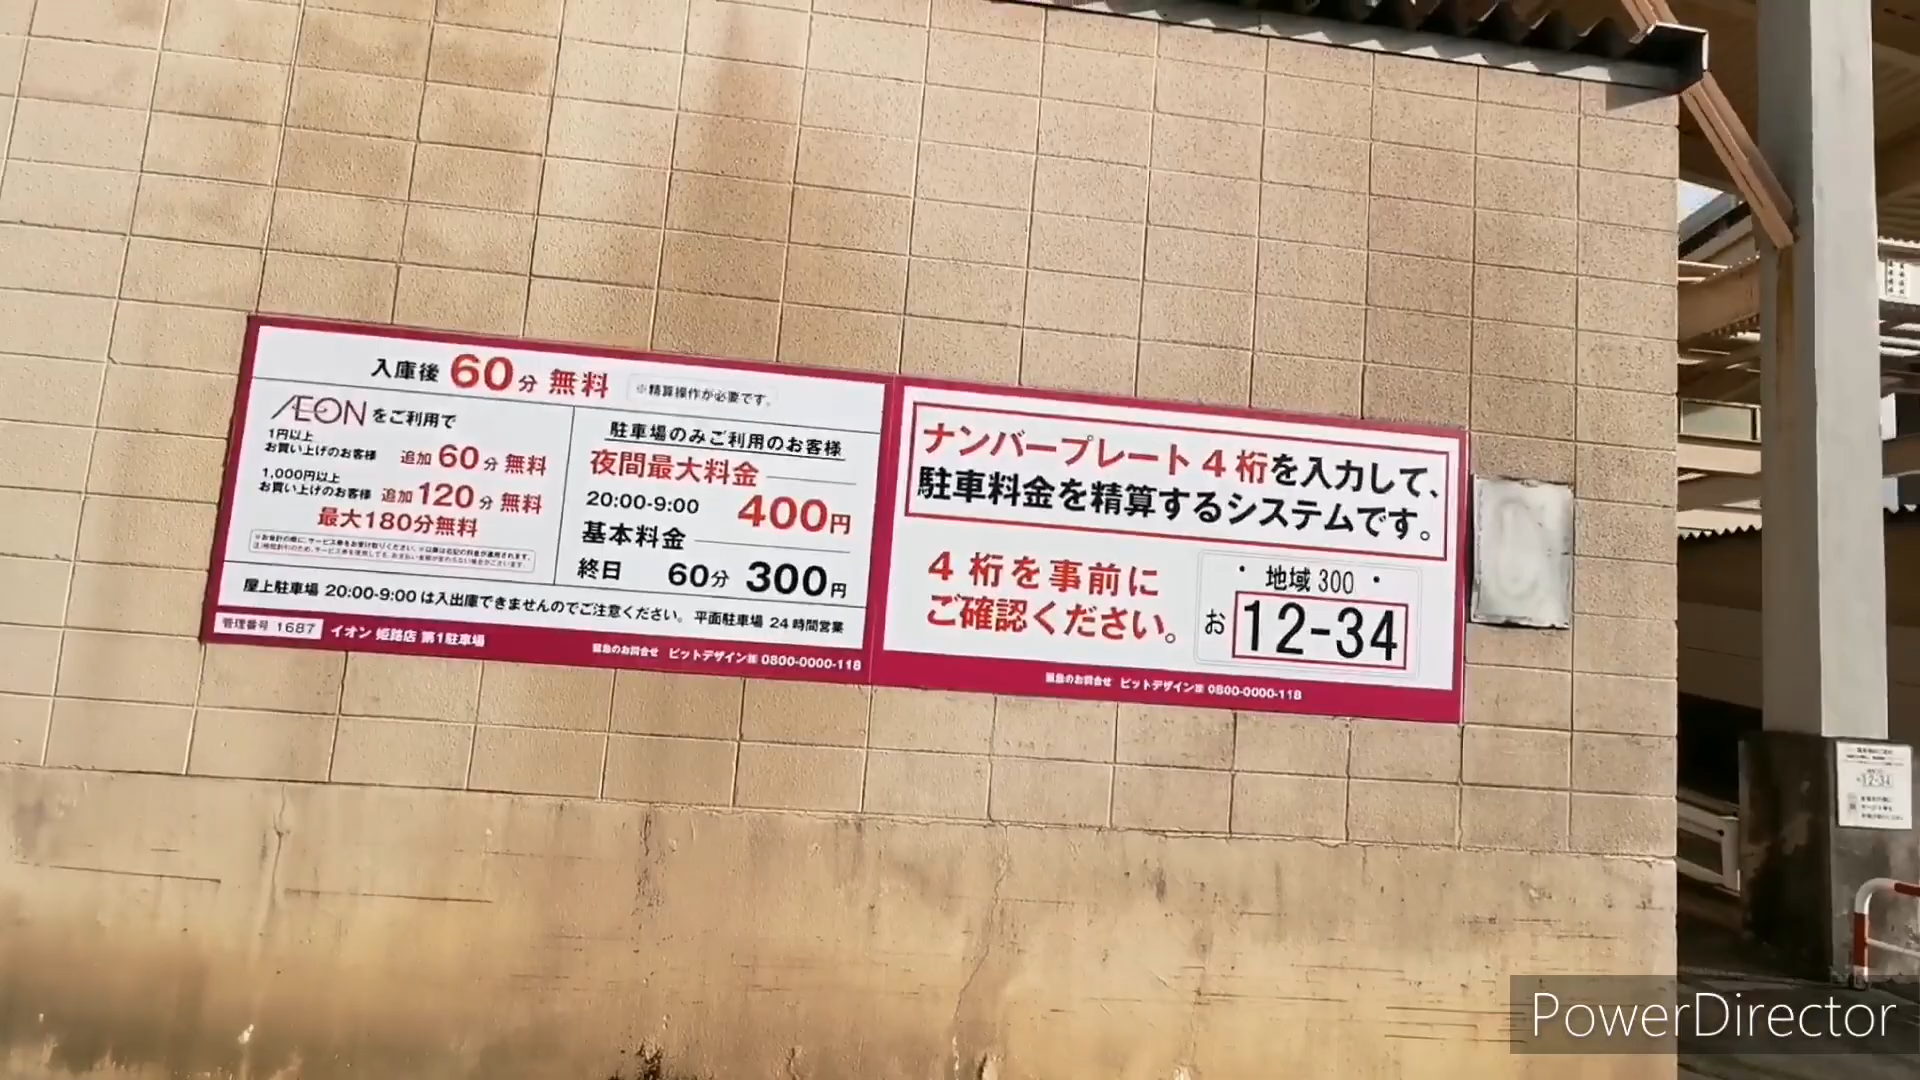 入庫後 60分 無料 ※精算操作が必要です。
AEONをご利用で
1円以上
お買い上げのお客様 追加 60分 無料
1,000円以上
お買い上げのお客様 追加 120分 無料
最大180分無料
駐車場のみご利用のお客様
夜間最大料金
20:00-9:00 400円
基本料金
終日 60分 300円
屋上駐車場 20:00-9:00は入出庫できませんのでご注意ください。 平面駐車場 24時間営業
管理番号 1687 イオン 姫路店 第1駐車場
緊急のお問合せ ピットデザイン㈱ 0800-0000-118
ナンバープレート4桁を入力して、
駐車料金を精算するシステムです。
4桁を事前に
ご確認ください。
・地域 300・
お 12-34
緊急のお問合せ ピットデザイン㈱ 0800-0000-118
12-34
PowerDirector